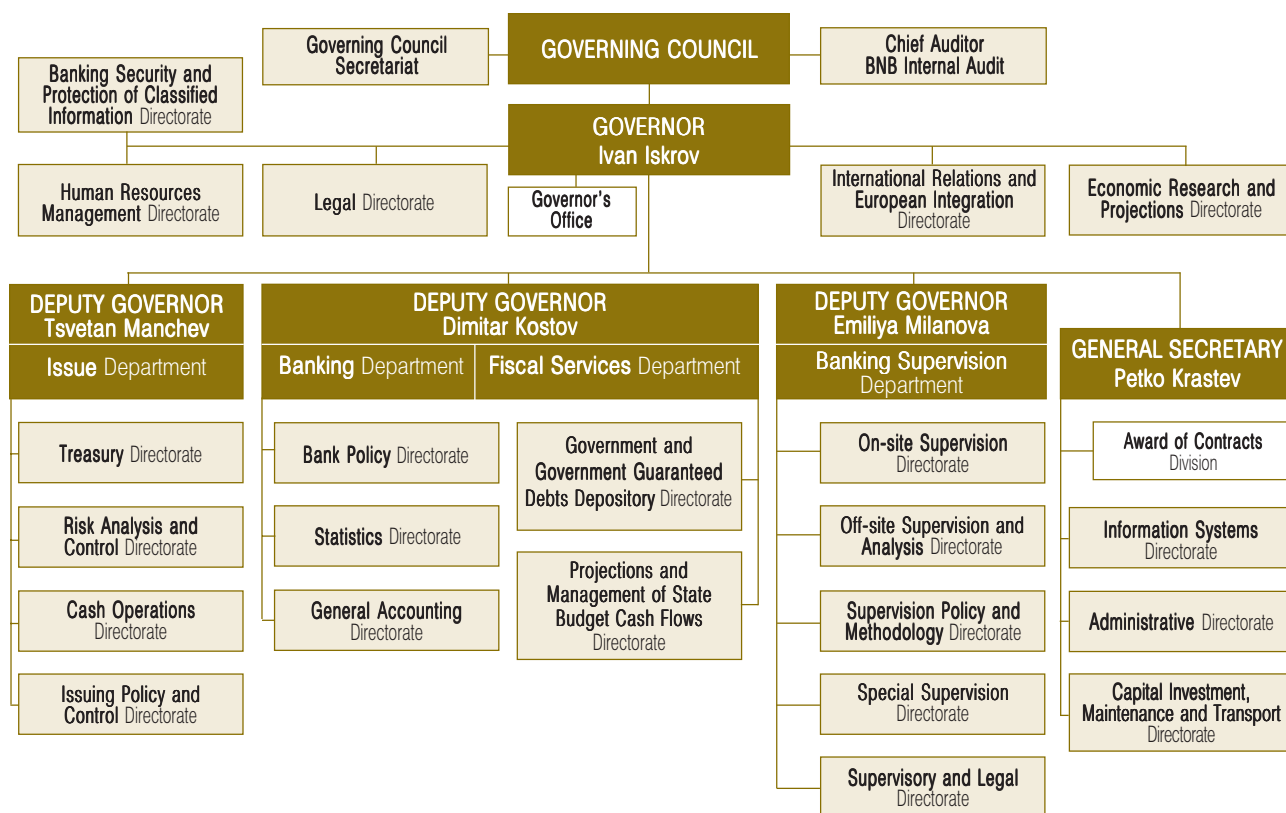 GOVERNING COUNCIL
Governing Council
Secretariat
Chief Auditor
BNB Internal Audit
Banking Security and
Protection of Classified
Information Directorate
GOVERNOR
Ivan Iskrov
Human Resources
Management Directorate
Legal Directorate
Governor's
Office
International Relations and
European Integration
Directorate
Economic Research and
Projections Directorate
DEPUTY GOVERNOR
Tsvetan Manchev
Issue Department
Treasury Directorate
Risk Analysis and
Control Directorate
Cash Operations
Directorate
Issuing Policy and
Control Directorate
DEPUTY GOVERNOR
Dimitar Kostov
Banking Department
Fiscal Services Department
Bank Policy Directorate
Statistics Directorate
General Accounting
Directorate
Government and
Government Guaranteed
Debts Depository Directorate
Projections and
Management of State
Budget Cash Flows
Directorate
DEPUTY GOVERNOR
Emiliya Milanova
Banking Supervision
Department
On-site Supervision
Directorate
Off-site Supervision and
Analysis Directorate
Supervision Policy and
Methodology Directorate
Special Supervision
Directorate
Supervisory and Legal
Directorate
GENERAL SECRETARY
Petko Krastev
Award of Contracts
Division
Information Systems
Directorate
Administrative Directorate
Capital Investment,
Maintenance and Transport
Directorate